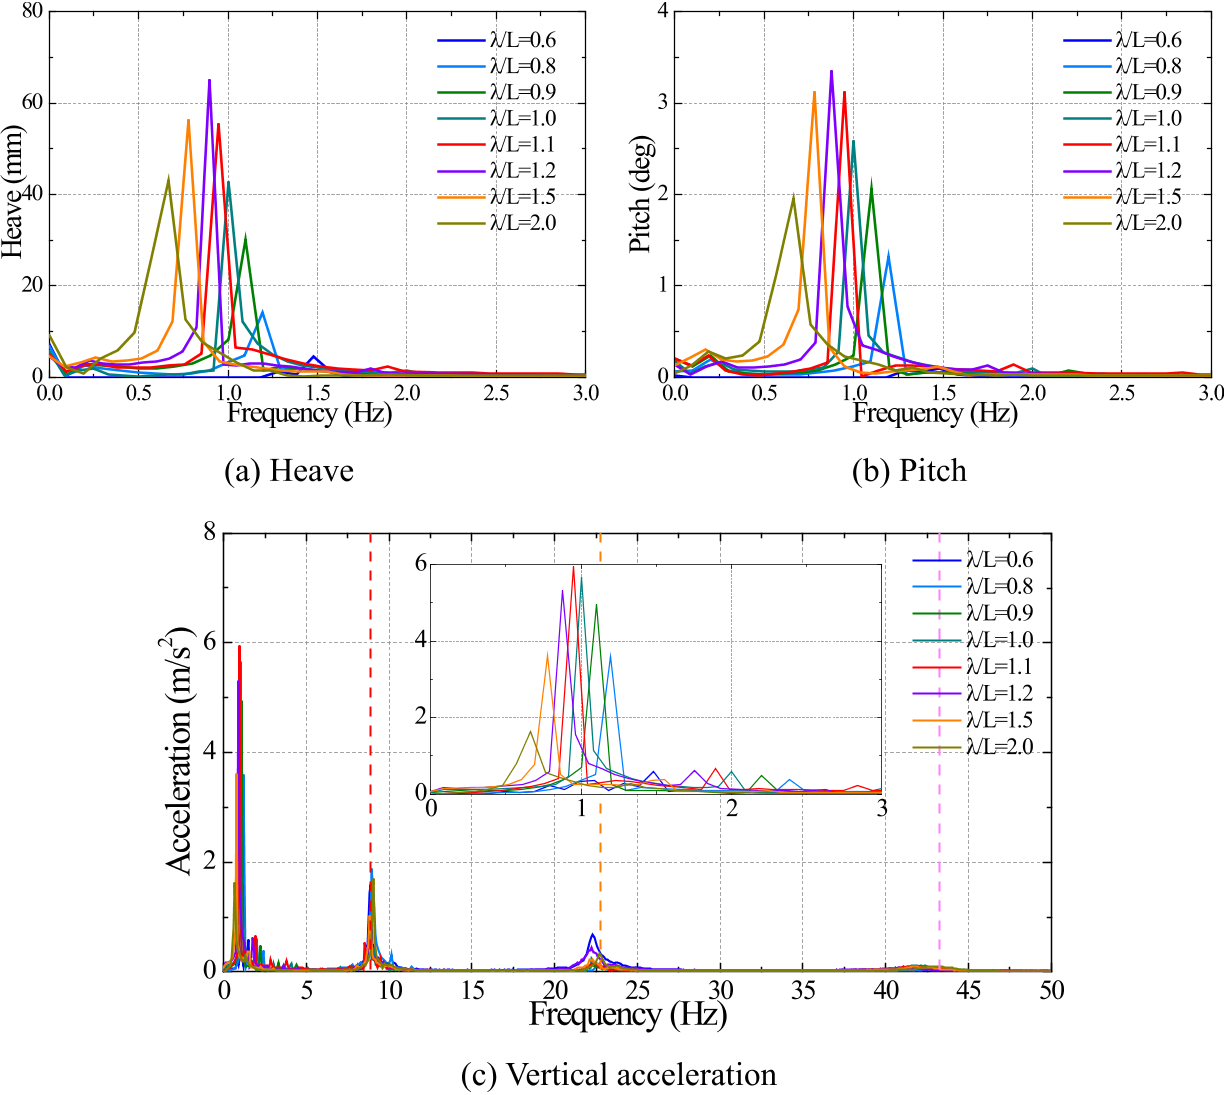 80
60
40
20
0
Heave (mm)
λ/L=0.6
λ/L=0.8
λ/L=0.9
λ/L=1.0
λ/L=1.1
λ/L=1.2
λ/L=1.5
λ/L=2.0
0.0 0.5 1.0 1.5 2.0 2.5 3.0
Frequency (Hz)
(a) Heave
4
3
2
1
0
Pitch (deg)
λ/L=0.6
λ/L=0.8
λ/L=0.9
λ/L=1.0
λ/L=1.1
λ/L=1.2
λ/L=1.5
λ/L=2.0
0.0 0.5 1.0 1.5 2.0 2.5 3.0
Frequency (Hz)
(b) Pitch
8
6
4
2
0
Acceleration (m/s²)
6
4
2
0
0 1 2 3
λ/L=0.6
λ/L=0.8
λ/L=0.9
λ/L=1.0
λ/L=1.1
λ/L=1.2
λ/L=1.5
λ/L=2.0
0 5 10 15 20 25 30 35 40 45 50
Frequency (Hz)
(c) Vertical acceleration